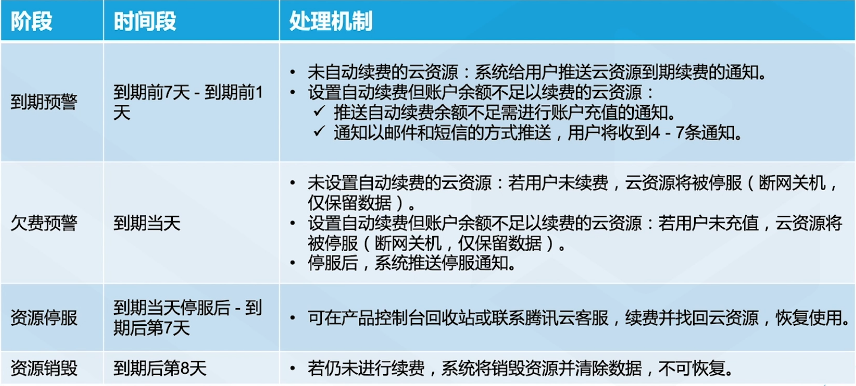 阶段
时间段
处理机制
到期预警
到期前7天 - 到期前1
天
• 未自动续费的云资源：系统给用户推送云资源到期续费的通知。
• 设置自动续费但账户余额不足以续费的云资源：
✓ 推送自动续费余额不足需进行账户充值的通知。
✓ 通知以邮件和短信的方式推送，用户将收到4 - 7条通知。
欠费预警
到期当天
• 未设置自动续费的云资源：若用户未续费，云资源将被停服（断网关机，
仅保留数据）。
• 设置自动续费但账户余额不足以续费的云资源：若用户未充值，云资源将
被停服（断网关机，仅保留数据）。
• 停服后，系统推送停服通知。
资源停服
到期当天停服后 - 到
期后第7天
• 可在产品控制台回收站或联系腾讯云客服，续费并找回云资源，恢复使用。
资源销毁
到期后第8天
• 若仍未进行续费，系统将销毁资源并清除数据，不可恢复。